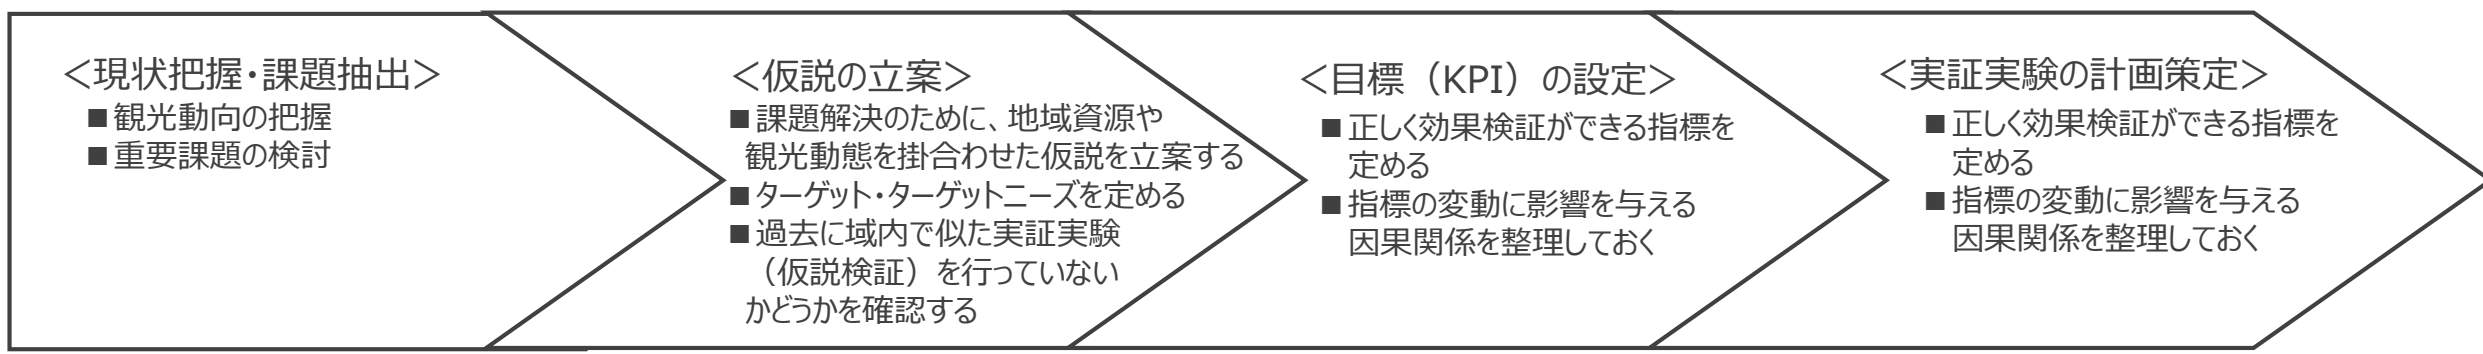 ＜現状把握・課題抽出＞
■観光動向の把握
■重要課題の検討
＜仮説の立案＞
■課題解決のために、地域資源や
観光動態を掛合わせた仮説を立案する
■ターゲット・ターゲットニーズを定める
■過去に域内で似た実証実験
（仮説検証）を行っていない
かどうかを確認する
＜目標（KPI）の設定＞
■正しく効果検証ができる指標を
定める
■指標の変動に影響を与える
因果関係を整理しておく
＜実証実験の計画策定＞
■正しく効果検証ができる指標を
定める
■指標の変動に影響を与える
因果関係を整理しておく